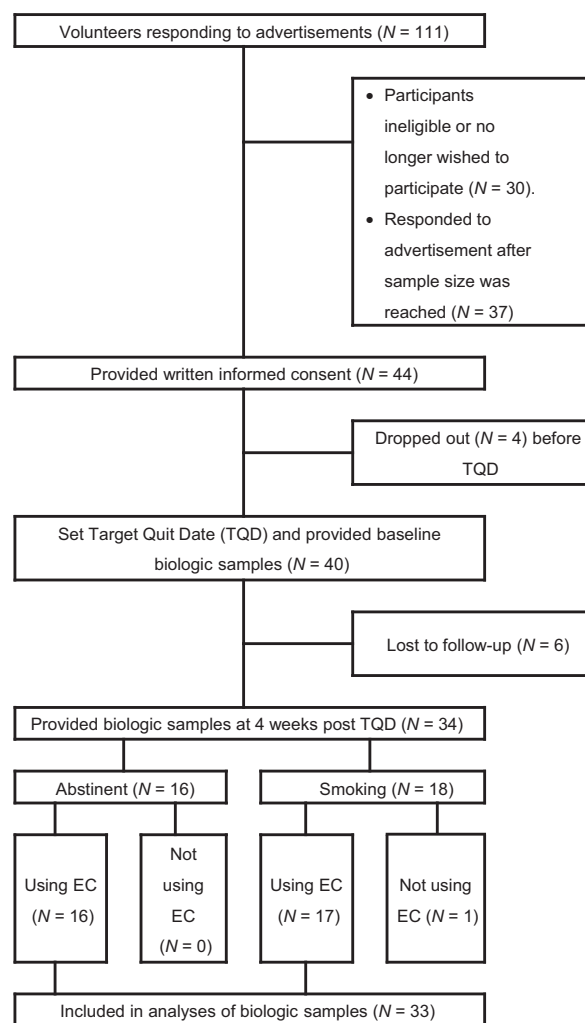 Volunteers responding to advertisements (N = 111)
• Participants
ineligible or no
longer wished to
participate (N = 30).
• Responded to
advertisement after
sample size was
reached (N = 37)
Provided written informed consent (N = 44)
Dropped out (N = 4) before
TQD
Set Target Quit Date (TQD) and provided baseline
biologic samples (N = 40)
Lost to follow-up (N = 6)
Provided biologic samples at 4 weeks post TQD (N = 34)
Abstinent (N = 16)
Smoking (N = 18)
Using EC
(N = 16)
Not
using
EC
(N = 0)
Using EC
(N = 17)
Not using
EC (N = 1)
Included in analyses of biologic samples (N = 33)